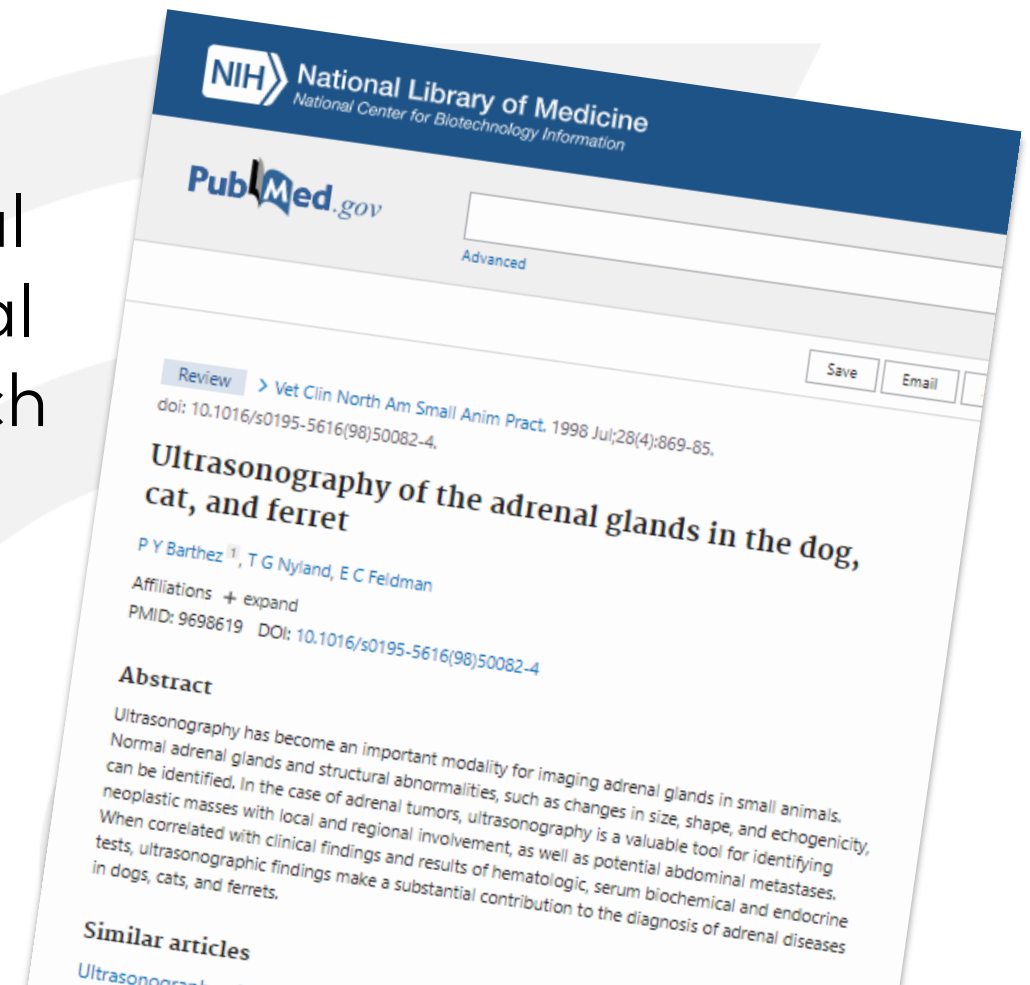 NIH National Library of Medicine
National Center for Biotechnology Information
PubMed.gov
Advanced
Save
Email
Review > Vet Clin North Am Small Anim Pract. 1998 Jul;28(4):869-85.
doi: 10.1016/s0195-5616(98)50082-4.
Ultrasonography of the adrenal glands in the dog,
cat, and ferret
P Y Barthez 1, T G Nyland, E C Feldman
Affiliations + expand
PMID: 9698619 DOI: 10.1016/s0195-5616(98)50082-4
Abstract
Ultrasonography has become an important modality for imaging adrenal glands in small animals.
Normal adrenal glands and structural abnormalities, such as changes in size, shape, and echogenicity,
can be identified. In the case of adrenal tumors, ultrasonography is a valuable tool for identifying
neoplastic masses with local and regional involvement, as well as potential abdominal metastases.
When correlated with clinical findings and results of hematologic, serum biochemical and endocrine
tests, ultrasonographic findings make a substantial contribution to the diagnosis of adrenal diseases
in dogs, cats, and ferrets.
Similar articles